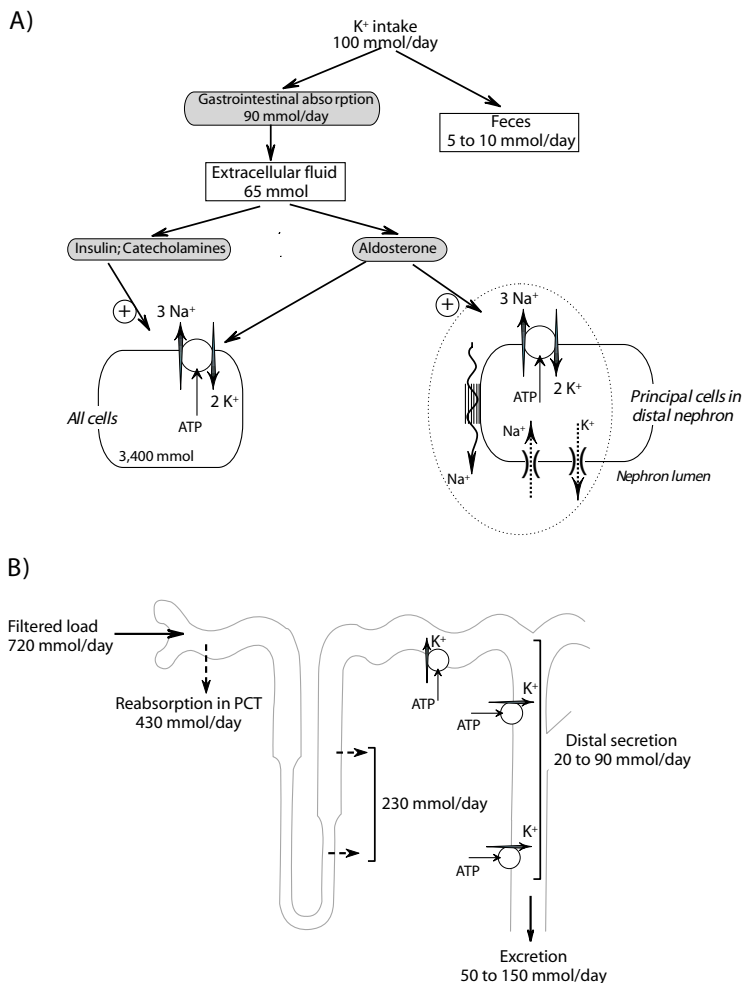 A)
K⁺ intake
100 mmol/day
Gastrointestinal absorption
90 mmol/day
Feces
5 to 10 mmol/day
Extracellular fluid
65 mmol
Insulin; Catecholamines
Aldosterone
+
3 Na⁺
2 K⁺
ATP
All cells
3,400 mmol
+
3 Na⁺
2 K⁺
ATP
Na⁺
K⁺
Na⁺
Principal cells in
distal nephron
Nephron lumen
B)
Filtered load
720 mmol/day
Reabsorption in PCT
430 mmol/day
230 mmol/day
K⁺
ATP
K⁺
ATP
Distal secretion
20 to 90 mmol/day
K⁺
ATP
Excretion
50 to 150 mmol/day